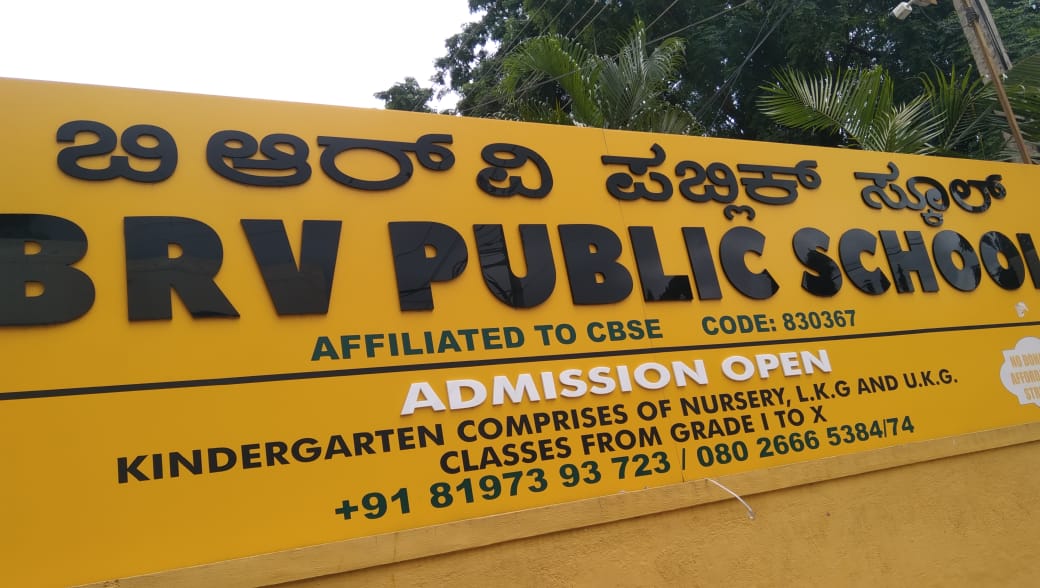 ಬಿ ಆರ್ ವಿ ಪಬ್ಲಿಕ್ ಸ್ಕೂಲ್
BRV PUBLIC SCHOOL
AFFILIATED TO CBSE CODE: 830367
ADMISSION OPEN
KINDERGARTEN COMPRISES OF NURSERY, L.K.G AND U.K.G.
CLASSES FROM GRADE I TO X
+91 81973 93 723 / 080 2666 5384/74
NO